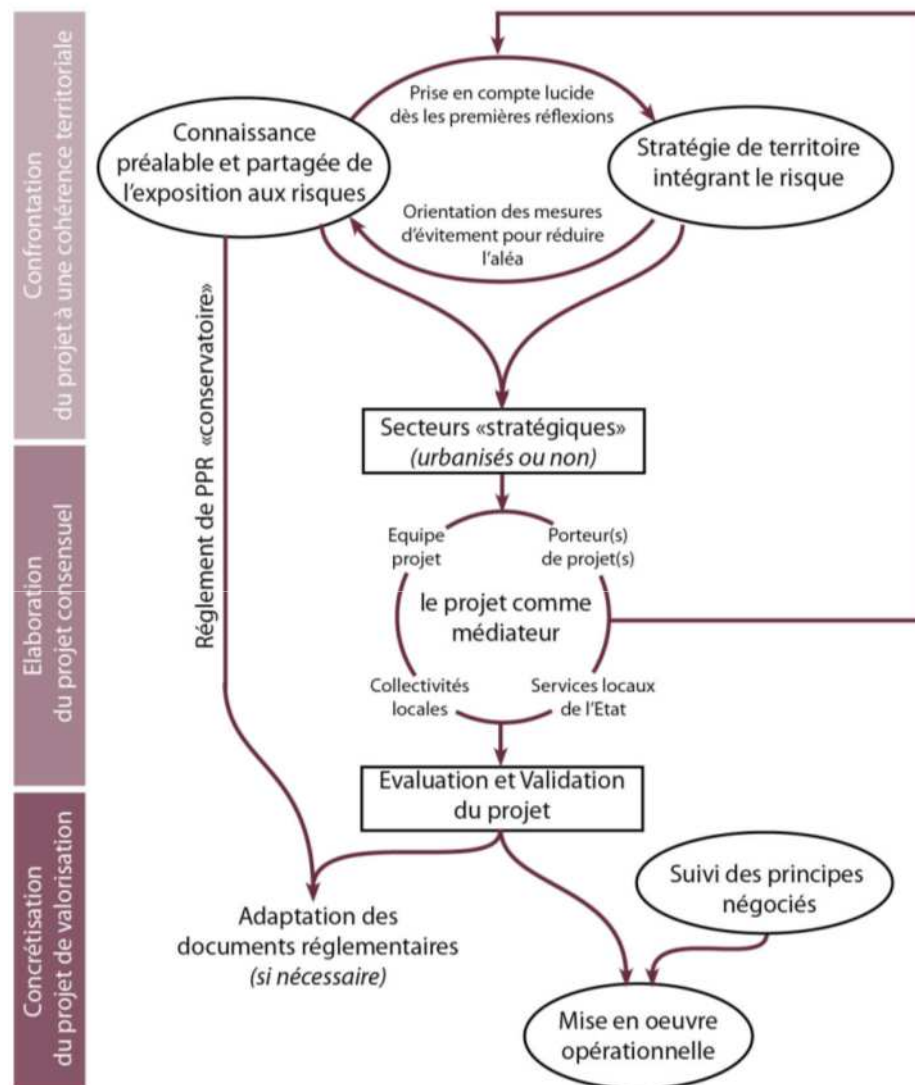 Confrontation
du projet à une cohérence territoriale
Prise en compte lucide
dès les premières réflexions
Connaissance
préalable et partagée de
l'exposition aux risques
Stratégie de territoire
intégrant le risque
Orientation des mesures
d'évitement pour réduire
l'aléa
Réglement de PPR «conservatoire»
Secteurs «stratégiques»
(urbanisés ou non)
Elaboration
du projet consensuel
Equipe
projet
Porteur(s)
de projet(s)
le projet comme
médiateur
Collectivités
locales
Services locaux
de l'Etat
Evaluation et Validation
du projet
Concrétisation
du projet de valorisation
Suivi des principes
négociés
Adaptation des
documents réglementaires
(si nécessaire)
Mise en oeuvre
opérationnelle